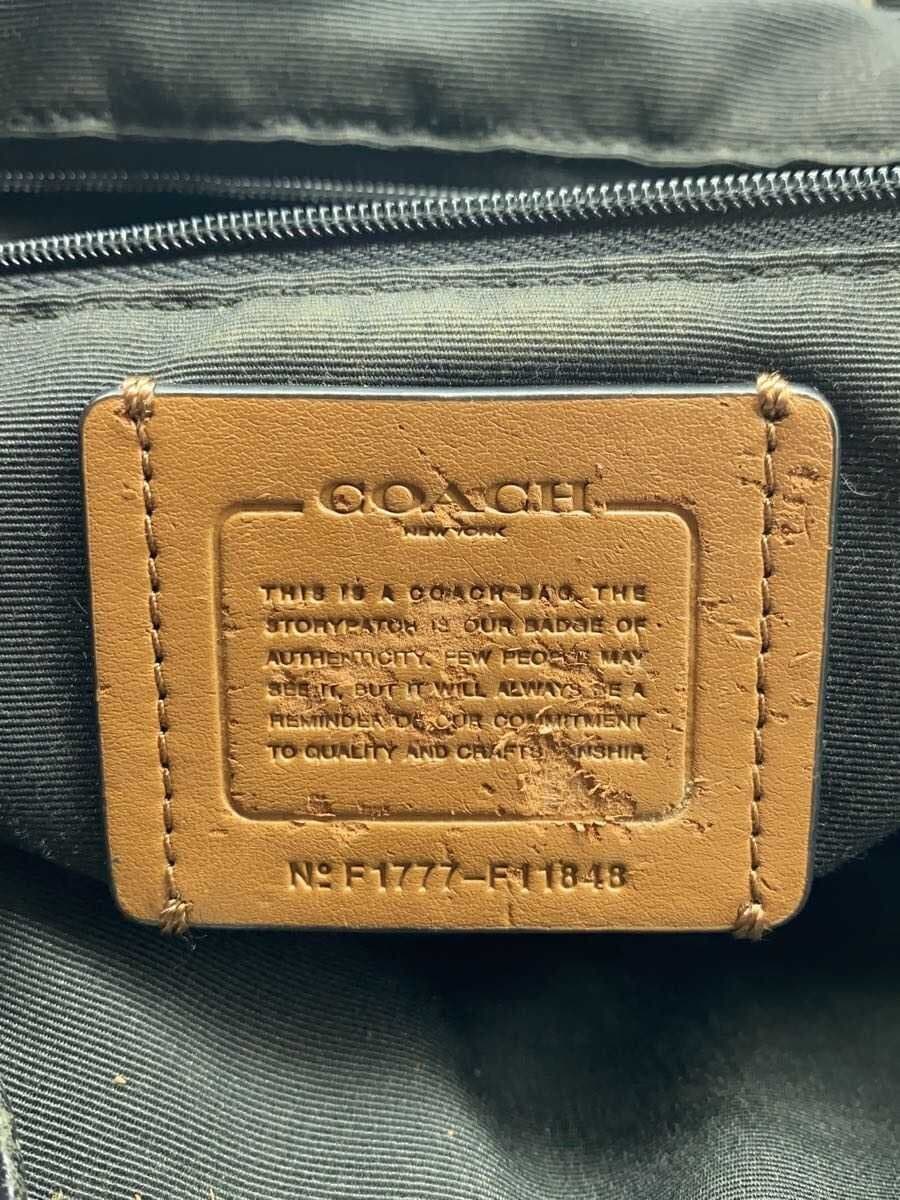 COACH
NEW YORK
THIS IS A COACH BAG. THE
STORYPATCH IS OUR BADGE OF
AUTHENTICITY. FEW PEOPLE MAY
SEE IT, BUT IT WILL ALWAYS BE A
REMINDER OF OUR COMMITMENT
TO QUALITY AND CRAFTSMANSHIP.
Nº F1777-F11848